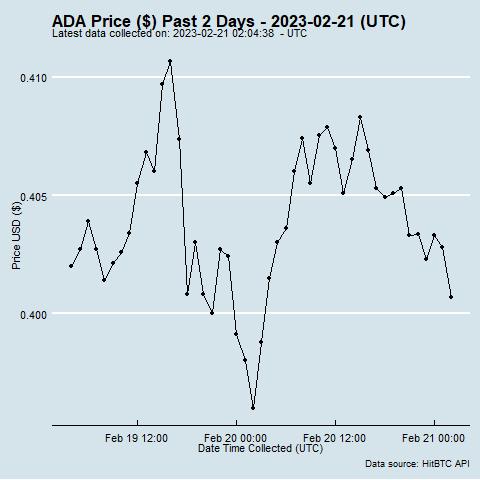 ADA Price ($) Past 2 Days - 2023-02-21 (UTC)
Latest data collected on: 2023-02-21 02:04:38 - UTC
0.410
0.405
0.400
Price USD ($)
Feb 19 12:00 Feb 20 00:00 Feb 20 12:00 Feb 21 00:00
Date Time Collected (UTC)
Data source: HitBTC API